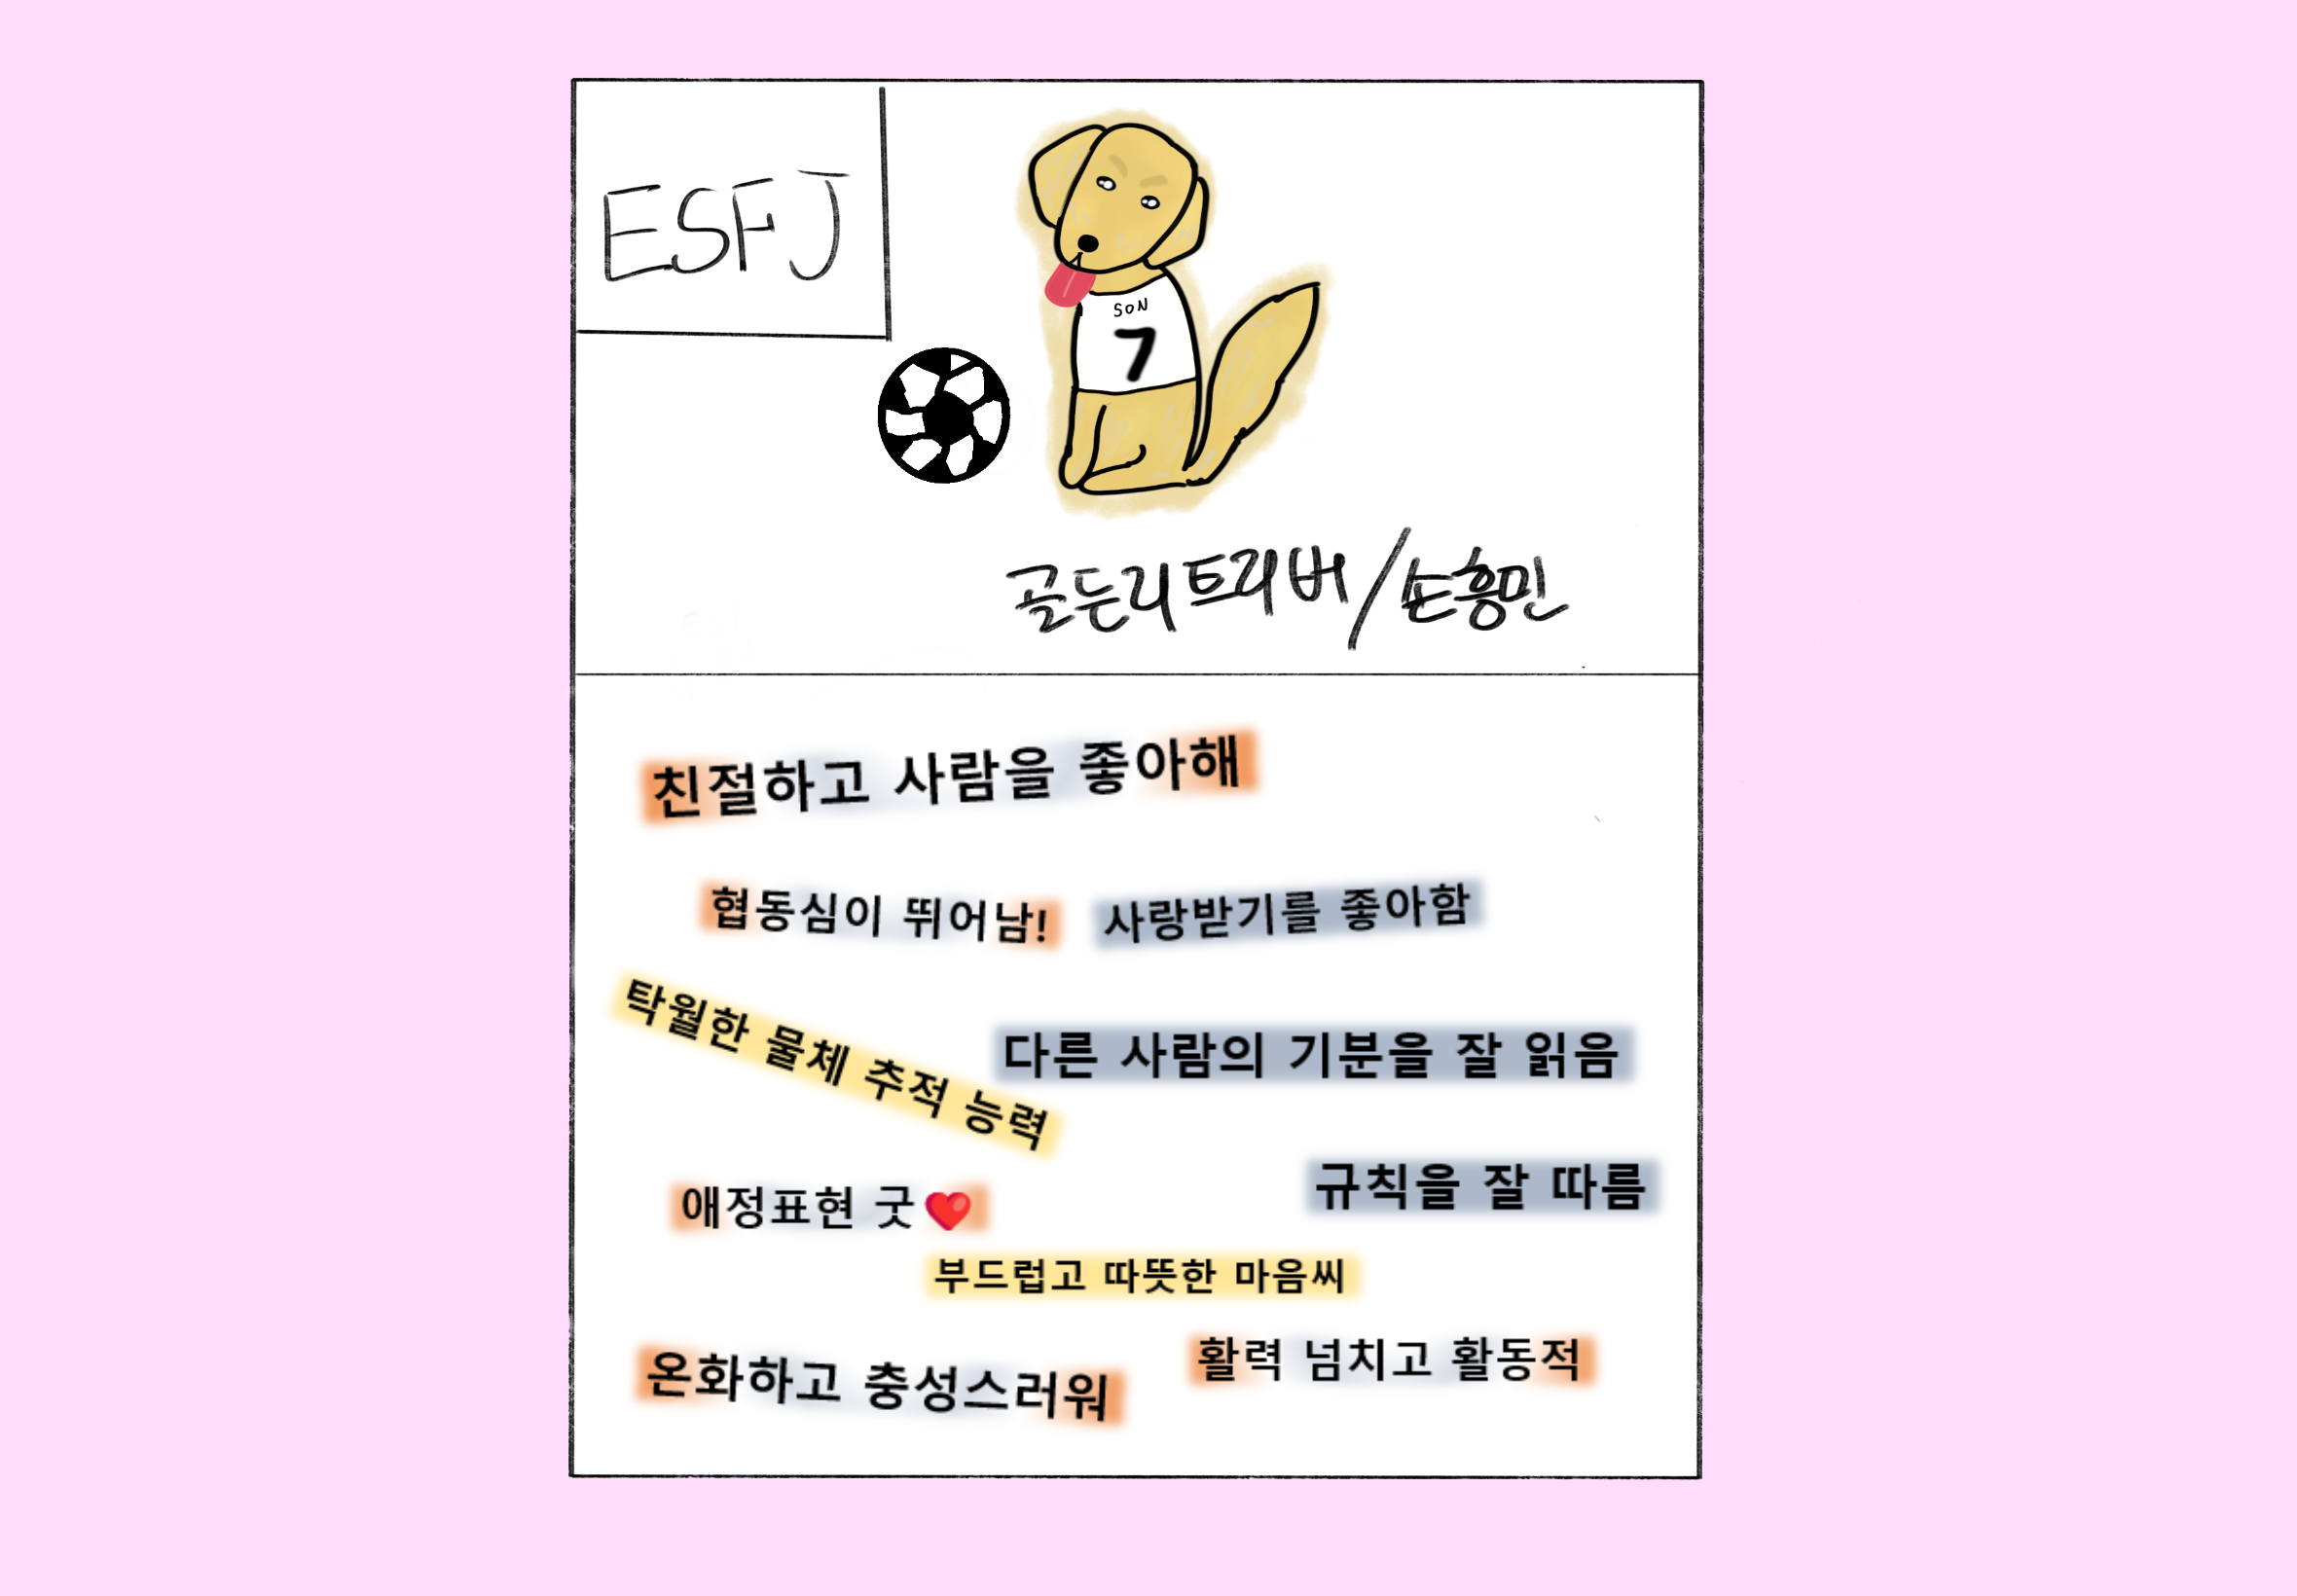 ESFJ
SON
7
골든리트리버/손흥민
친절하고 사람을 좋아해
협동심이 뛰어남!
사랑받기를 좋아함
탁월한 물체 추적 능력
다른 사람의 기분을 잘 읽음
규칙을 잘 따름
애정표현 굿❤️
부드럽고 따뜻한 마음씨
활력 넘치고 활동적
온화하고 충성스러워